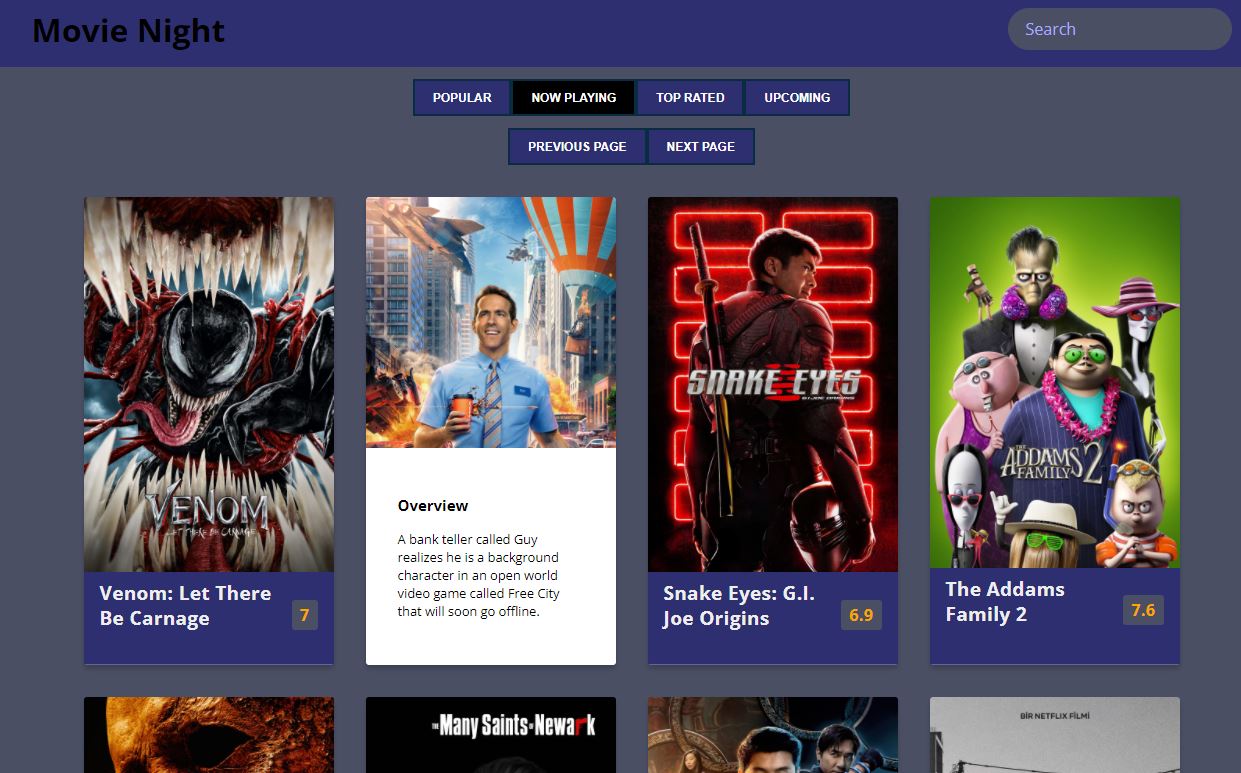 Movie Night
Search
POPULAR
NOW PLAYING
TOP RATED
UPCOMING
PREVIOUS PAGE
NEXT PAGE
VENOM
LET THERE BE CARNAGE
Venom: Let There
Be Carnage
7
Overview
A bank teller called Guy
realizes he is a background
character in an open world
video game called Free City
that will soon go offline.
SNAKE EYES
G.I. JOE ORIGINS
Snake Eyes: G.I.
Joe Origins
6.9
THE
ADDAMS
FAMILY 2
The Addams
Family 2
7.6
THE Many Saints OF Newark
BİR NETFLIX FİLMİ